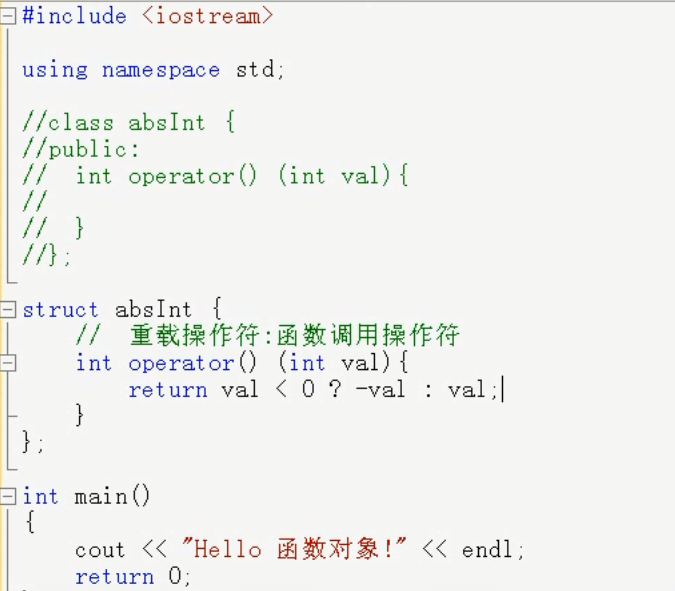 #include <iostream>
using namespace std;
//class absInt {
//public:
//  int operator() (int val){
//
//  }
//};
struct absInt {
    //  重载操作符:函数调用操作符
    int operator() (int val){
        return val < 0 ? -val : val;
    }
};
int main()
{
    cout << "Hello 函数对象!" << endl;
    return 0;